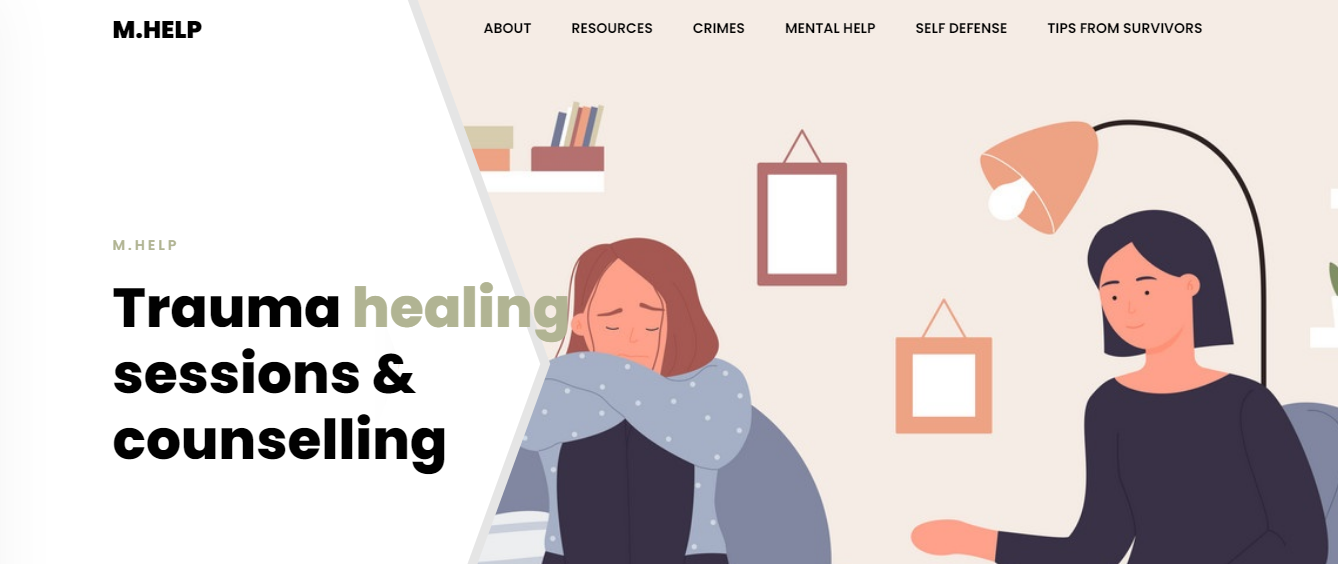 M.HELP
ABOUT RESOURCES CRIMES MENTAL HELP SELF DEFENSE TIPS FROM SURVIVORS
M.HELP
Trauma healing
sessions &
counselling